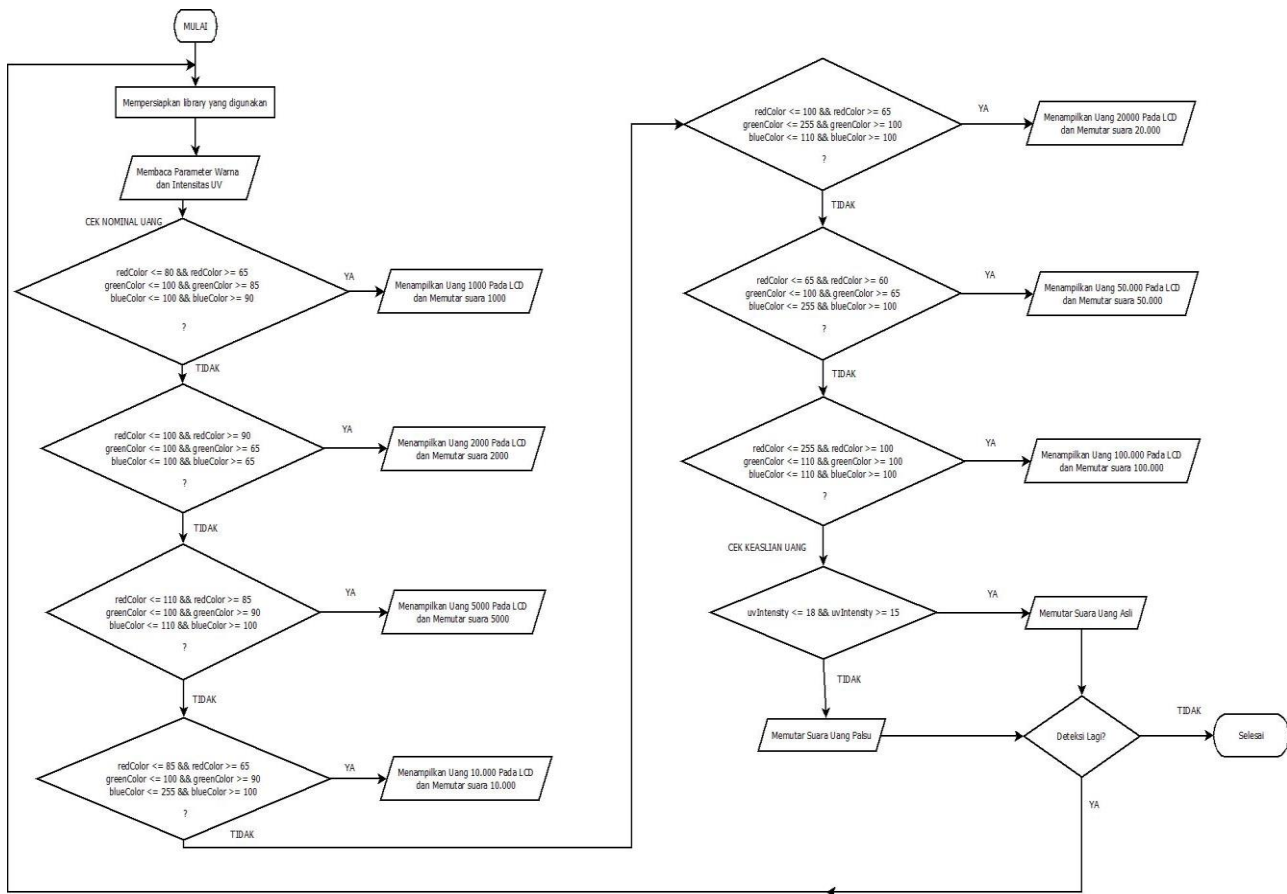 MULAI
Mempersiapkan library yang digunakan
Membaca Parameter Warna
dan Intensitas UV
CEK NOMINAL UANG
redColor <= 80 && redColor >= 65
greenColor <= 100 && greenColor >= 85
blueColor <= 100 && blueColor >= 90
?
YA
Menampilkan Uang 1000 Pada LCD
dan Memutar suara 1000
TIDAK
redColor <= 100 && redColor >= 90
greenColor <= 100 && greenColor >= 65
blueColor <= 100 && blueColor >= 65
?
YA
Menampilkan Uang 2000 Pada LCD
dan Memutar suara 2000
TIDAK
redColor <= 110 && redColor >= 85
greenColor <= 100 && greenColor >= 90
blueColor <= 110 && blueColor >= 100
?
YA
Menampilkan Uang 5000 Pada LCD
dan Memutar suara 5000
TIDAK
redColor <= 85 && redColor >= 65
greenColor <= 100 && greenColor >= 90
blueColor <= 255 && blueColor >= 100
?
YA
Menampilkan Uang 10.000 Pada LCD
dan Memutar suara 10.000
TIDAK
redColor <= 100 && redColor >= 65
greenColor <= 255 && greenColor >= 100
blueColor <= 110 && blueColor >= 100
?
YA
Menampilkan Uang 20000 Pada LCD
dan Memutar suara 20.000
TIDAK
redColor <= 65 && redColor >= 60
greenColor <= 100 && greenColor >= 65
blueColor <= 255 && blueColor >= 100
?
YA
Menampilkan Uang 50.000 Pada LCD
dan Memutar suara 50.000
TIDAK
redColor <= 255 && redColor >= 100
greenColor <= 110 && greenColor >= 100
blueColor <= 110 && blueColor >= 100
?
YA
Menampilkan Uang 100.000 Pada LCD
dan Memutar suara 100.000
CEK KEASLIAN UANG
uvIntensity <= 18 && uvIntensity >= 15
YA
Memutar Suara Uang Asli
TIDAK
Memutar Suara Uang Palsu
Deteksi Lagi?
TIDAK
Selesai
YA